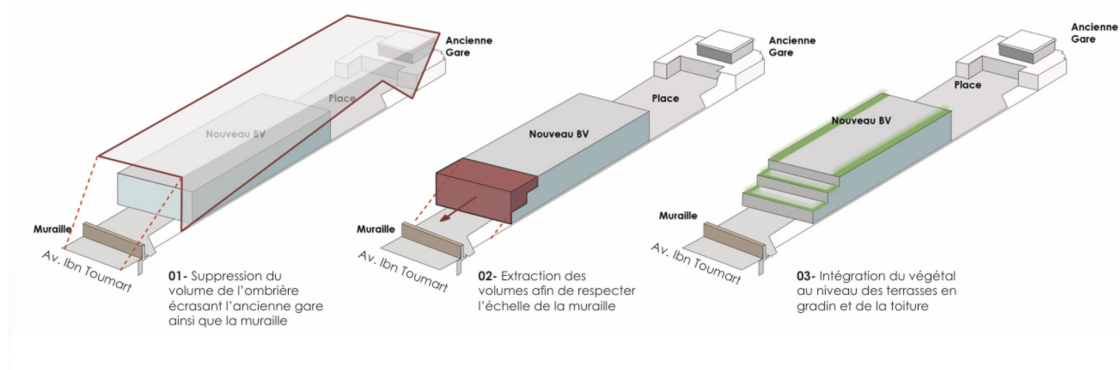 Ancienne
Gare
Place
Nouveau BV
Muraille
Av. Ibn Toumart
01- Suppression du
volume de l’ombrière
écrasant l’ancienne gare
ainsi que la muraille
Ancienne
Gare
Place
Nouveau BV
Muraille
Av. Ibn Toumart
02- Extraction des
volumes afin de respecter
l’échelle de la muraille
Ancienne
Gare
Place
Nouveau BV
Muraille
Av. Ibn Toumart
03- Intégration du végétal
au niveau des terrasses en
gradin et de la toiture